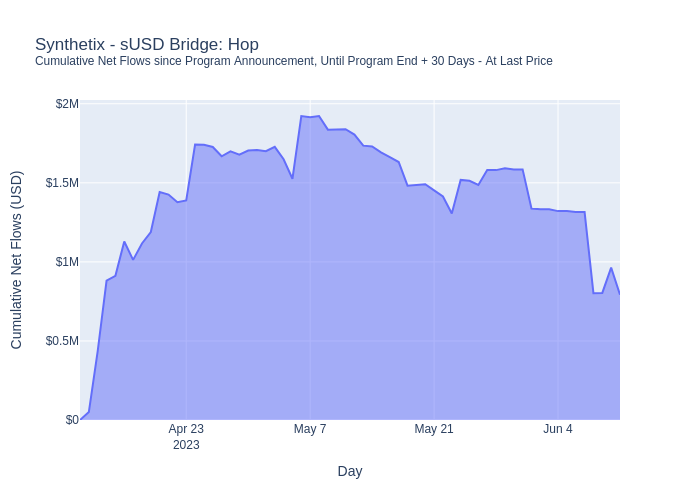 Synthetix - sUSD Bridge: Hop
Cumulative Net Flows since Program Announcement, Until Program End + 30 Days - At Last Price
Cumulative Net Flows (USD)
$2M
$1.5M
$1M
$0.5M
$0
Apr 23
2023
May 7
May 21
Jun 4
Day